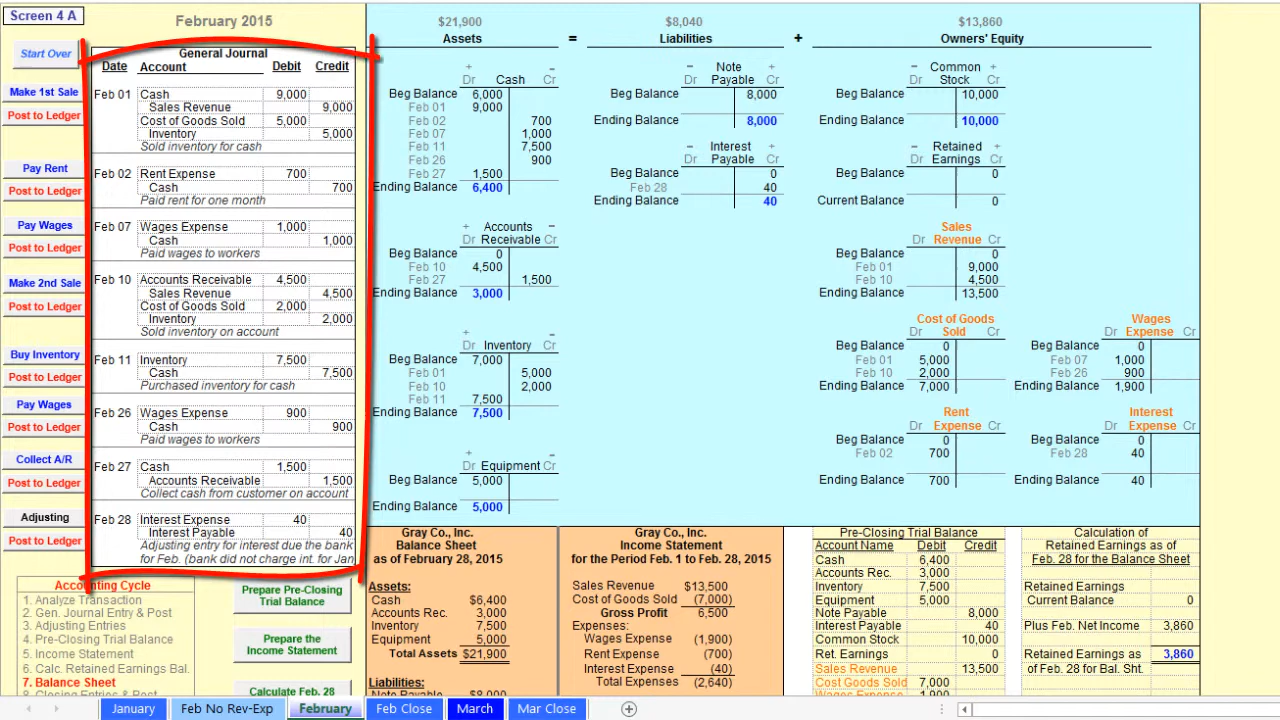 Screen 4 A
February 2015
Start Over
Make 1st Sale
Post to Ledger
Pay Rent
Post to Ledger
Pay Wages
Post to Ledger
Make 2nd Sale
Post to Ledger
Buy Inventory
Post to Ledger
Pay Wages
Post to Ledger
Collect A/R
Post to Ledger
Adjusting
Post to Ledger
General Journal
Date Account Debit Credit
Feb 01 Cash 9,000
Sales Revenue 9,000
Cost of Goods Sold 5,000
Inventory 5,000
Sold inventory for cash
Feb 02 Rent Expense 700
Cash 700
Paid rent for one month
Feb 07 Wages Expense 1,000
Cash 1,000
Paid wages to workers
Feb 10 Accounts Receivable 4,500
Sales Revenue 4,500
Cost of Goods Sold 2,000
Inventory 2,000
Sold inventory on account
Feb 11 Inventory 7,500
Cash 7,500
Purchased inventory for cash
Feb 26 Wages Expense 900
Cash 900
Paid wages to workers
Feb 27 Cash 1,500
Accounts Receivable 1,500
Collect cash from customer on account
Feb 28 Interest Expense 40
Interest Payable 40
Adjusting entry for interest due the bank
for Feb. (bank did not charge int. for Jan
Accounting Cycle
1. Analyze Transaction
2. Gen. Journal Entry & Post
3. Adjusting Entries
4. Pre-Closing Trial Balance
5. Income Statement
6. Calc. Retained Earnings Bal.
7. Balance Sheet
8. Closing Entries & Post
Prepare Pre-Closing
Trial Balance
Prepare the
Income Statement
Calculate Feb. 28
$21,900 $8,040 $13,860
Assets = Liabilities + Owners' Equity
+ −
Dr Cash Cr
Beg Balance 6,000
Feb 01 9,000
Feb 02 700
Feb 07 1,000
Feb 11 7,500
Feb 26 900
Feb 27 1,500
Ending Balance 6,400
+ Accounts −
Dr Receivable Cr
Beg Balance 0
Feb 10 4,500
Feb 27 1,500
Ending Balance 3,000
+ −
Dr Inventory Cr
Beg Balance 7,000
Feb 01 5,000
Feb 10 2,000
Feb 11 7,500
Ending Balance 7,500
+ −
Dr Equipment Cr
Beg Balance 5,000
Ending Balance 5,000
− Note +
Dr Payable Cr
Beg Balance 8,000
Ending Balance 8,000
− Interest +
Dr Payable Cr
Beg Balance 0
Feb 28 40
Ending Balance 40
− Common +
Dr Stock Cr
Beg Balance 10,000
Ending Balance 10,000
− Retained +
Dr Earnings Cr
Beg Balance 0
Current Balance 0
Sales
Dr Revenue Cr
Beg Balance 0
Feb 01 9,000
Feb 10 4,500
Ending Balance 13,500
Cost of Goods
Dr Sold Cr
Beg Balance 0
Feb 01 5,000
Feb 10 2,000
Ending Balance 7,000
Wages
Dr Expense Cr
Beg Balance 0
Feb 07 1,000
Feb 26 900
Ending Balance 1,900
Rent
Dr Expense Cr
Beg Balance 0
Feb 02 700
Ending Balance 700
Interest
Dr Expense Cr
Beg Balance 0
Feb 28 40
Ending Balance 40
Gray Co., Inc.
Balance Sheet
as of February 28, 2015
Assets:
Cash $6,400
Accounts Rec. 3,000
Inventory 7,500
Equipment 5,000
Total Assets $21,900
Liabilities:
Note Payable $8,000
Gray Co., Inc.
Income Statement
for the Period Feb. 1 to Feb. 28, 2015
Sales Revenue $13,500
Cost of Goods Sold (7,000)
Gross Profit 6,500
Expenses:
Wages Expense (1,900)
Rent Expense (700)
Interest Expense (40)
Total Expenses (2,640)
Pre-Closing Trial Balance
Account Name Debit Credit
Cash 6,400
Accounts Rec. 3,000
Inventory 7,500
Equipment 5,000
Note Payable 8,000
Interest Payable 40
Common Stock 10,000
Ret. Earnings 0
Sales Revenue 13,500
Cost Goods Sold 7,000
Wages Expense 1,900
Calculation of
Retained Earnings as of
Feb. 28 for the Balance Sheet
Retained Earnings
Current Balance 0
Plus Feb. Net Income 3,860
Retained Earnings as 3,860
of Feb. 28 for Bal. Sht.
January Feb No Rev-Exp February Feb Close March Mar Close